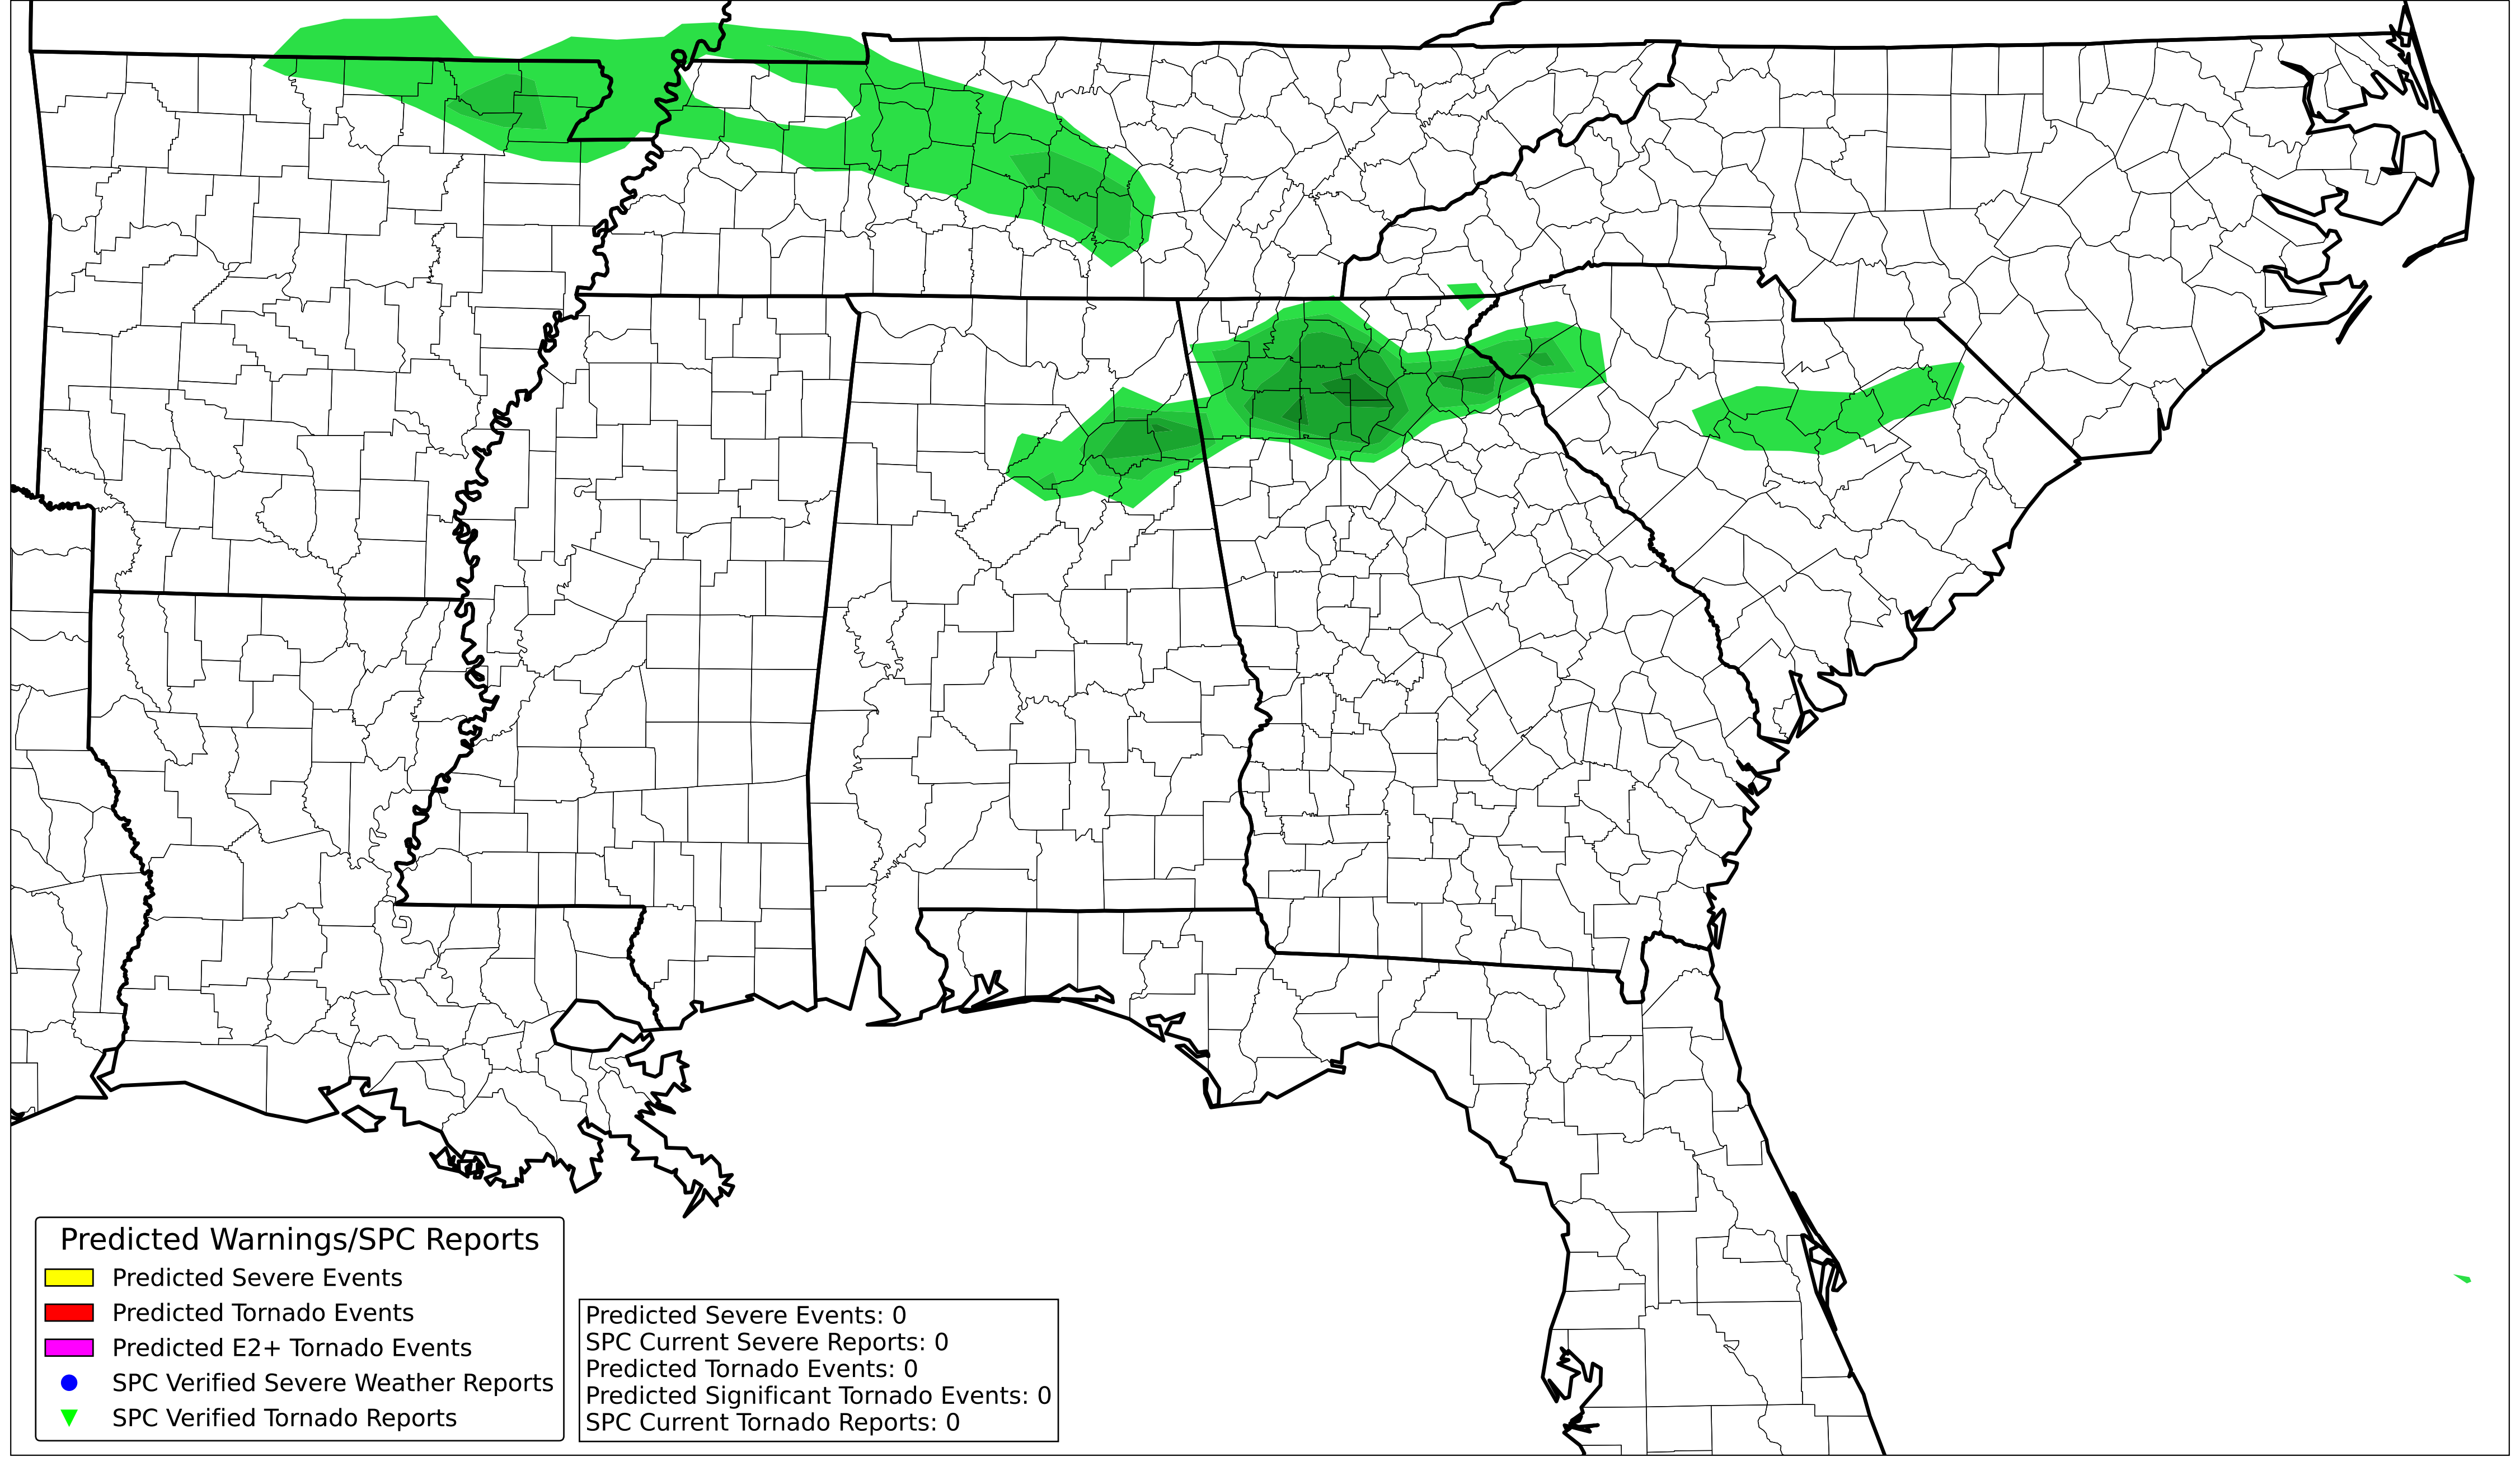 Predicted Warnings/SPC Reports
Predicted Severe Events
Predicted Tornado Events
Predicted E2+ Tornado Events
SPC Verified Severe Weather Reports
SPC Verified Tornado Reports
Predicted Severe Events: 0
SPC Current Severe Reports: 0
Predicted Tornado Events: 0
Predicted Significant Tornado Events: 0
SPC Current Tornado Reports: 0